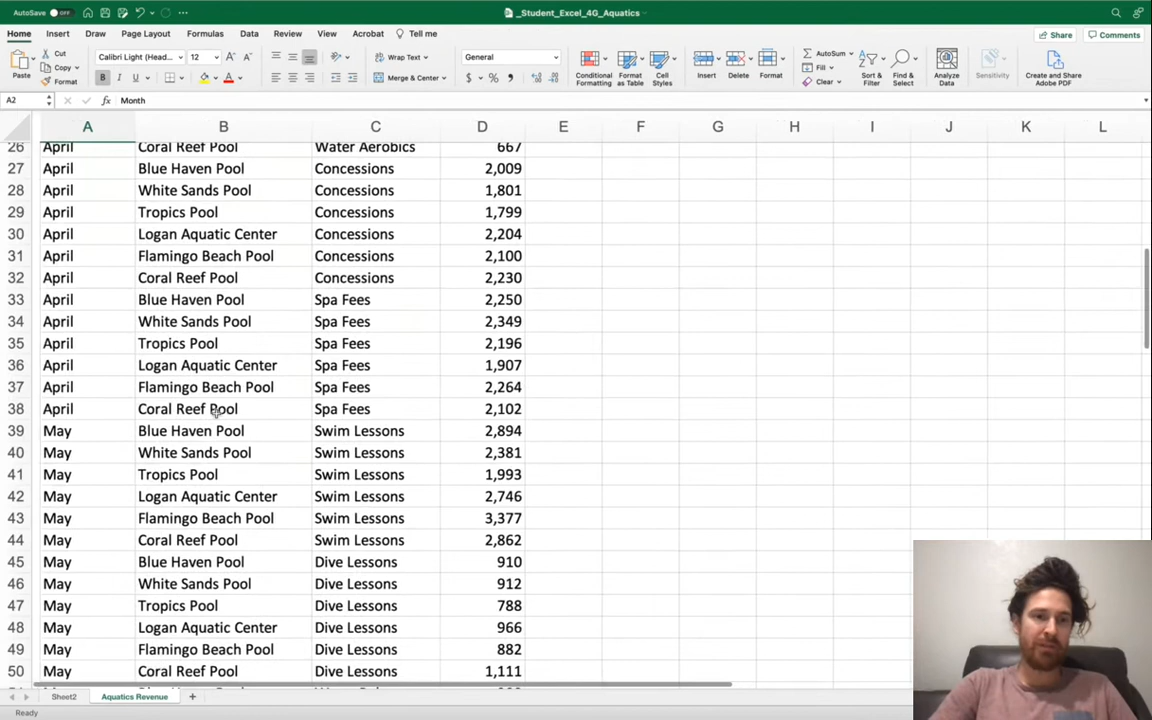 AutoSave OFF _Student_Excel_4G_Aquatics
Home Insert Draw Page Layout Formulas Data Review View Acrobat Tell me Share Comments
Paste Cut Copy Format Calibri Light (Head... 12 A A Wrap Text General Conditional Formatting Format as Table Cell Styles Insert Delete Format AutoSum Fill Clear Sort & Filter Find & Select Analyze Data Sensitivity Create and Share Adobe PDF
B I U A Merge & Center $ % 9
A2 fx Month
A B C D E F G H I J K L
26 April Coral Reef Pool Water Aerobics 667
27 April Blue Haven Pool Concessions 2,009
28 April White Sands Pool Concessions 1,801
29 April Tropics Pool Concessions 1,799
30 April Logan Aquatic Center Concessions 2,204
31 April Flamingo Beach Pool Concessions 2,100
32 April Coral Reef Pool Concessions 2,230
33 April Blue Haven Pool Spa Fees 2,250
34 April White Sands Pool Spa Fees 2,349
35 April Tropics Pool Spa Fees 2,196
36 April Logan Aquatic Center Spa Fees 1,907
37 April Flamingo Beach Pool Spa Fees 2,264
38 April Coral Reef Pool Spa Fees 2,102
39 May Blue Haven Pool Swim Lessons 2,894
40 May White Sands Pool Swim Lessons 2,381
41 May Tropics Pool Swim Lessons 1,993
42 May Logan Aquatic Center Swim Lessons 2,746
43 May Flamingo Beach Pool Swim Lessons 3,377
44 May Coral Reef Pool Swim Lessons 2,862
45 May Blue Haven Pool Dive Lessons 910
46 May White Sands Pool Dive Lessons 912
47 May Tropics Pool Dive Lessons 788
48 May Logan Aquatic Center Dive Lessons 966
49 May Flamingo Beach Pool Dive Lessons 882
50 May Coral Reef Pool Dive Lessons 1,111
Sheet2 Aquatics Revenue
Ready